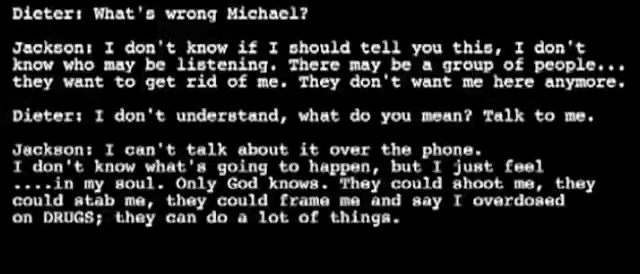 Dieter: What's wrong Michael?
Jackson: I don't know if I should tell you this, I don't
know who may be listening. There may be a group of people...
they want to get rid of me. They don't want me here anymore.
Dieter: I don't understand, what do you mean? Talk to me.
Jackson: I can't talk about it over the phone.
I don't know what's going to happen, but I just feel
....in my soul. Only God knows. They could shoot me, they
could stab me, they could frame me and say I overdosed
on DRUGS; they can do a lot of things.